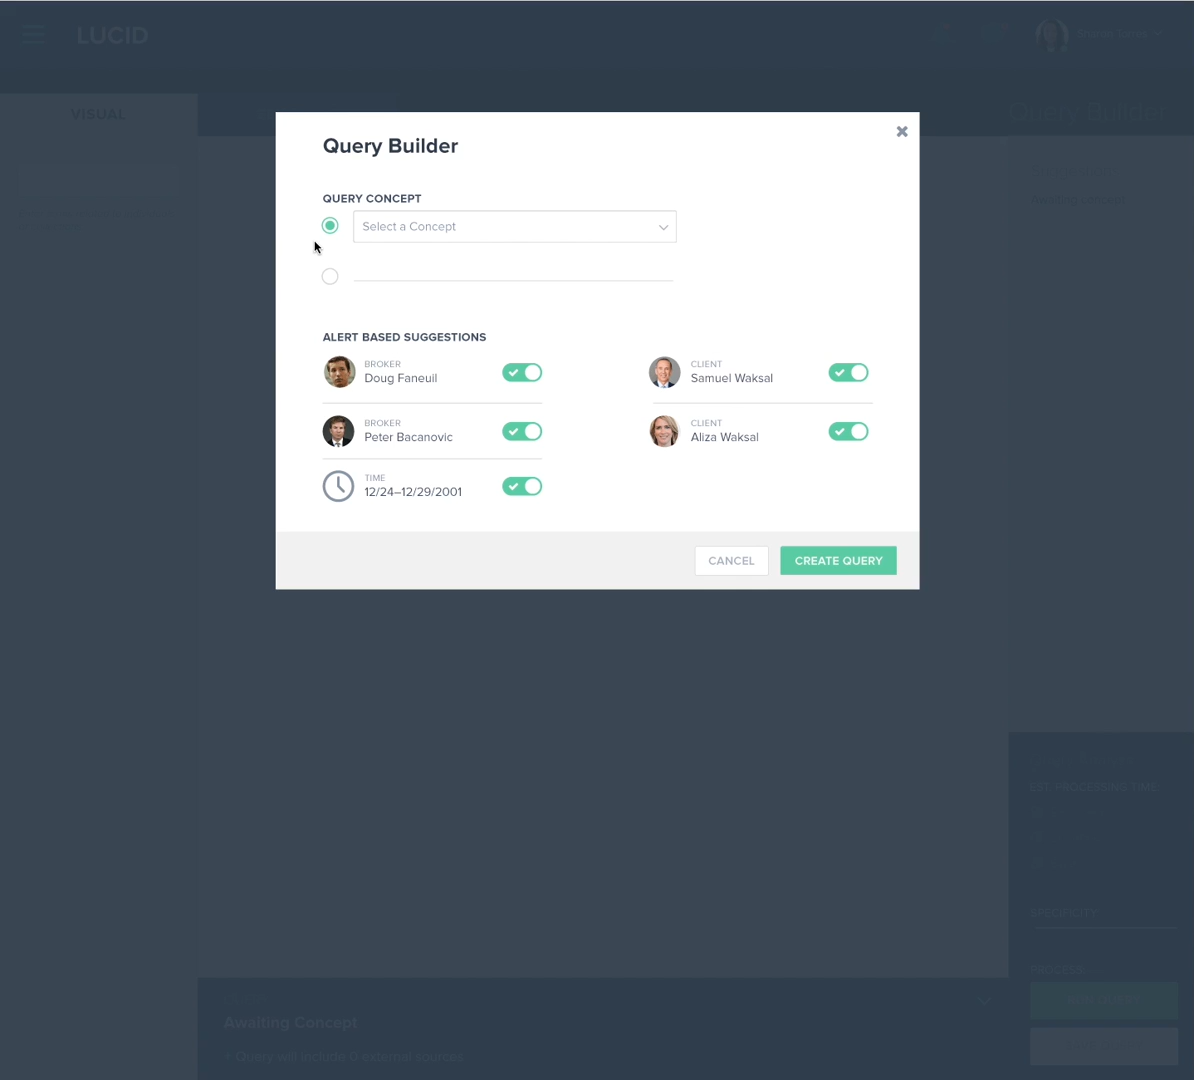 LUCID
VISUAL
Query Builder
Query Builder
QUERY CONCEPT
Select a Concept
ALERT BASED SUGGESTIONS
BROKER
Doug Faneuil
CLIENT
Samuel Waksal
BROKER
Peter Bacanovic
CLIENT
Aliza Waksal
TIME
12/24–12/29/2001
CANCEL
CREATE QUERY
EST. PROCESSING TIME
SPECIFICITY
PROCESS
Awaiting Concept
+ Query will include 0 external sources